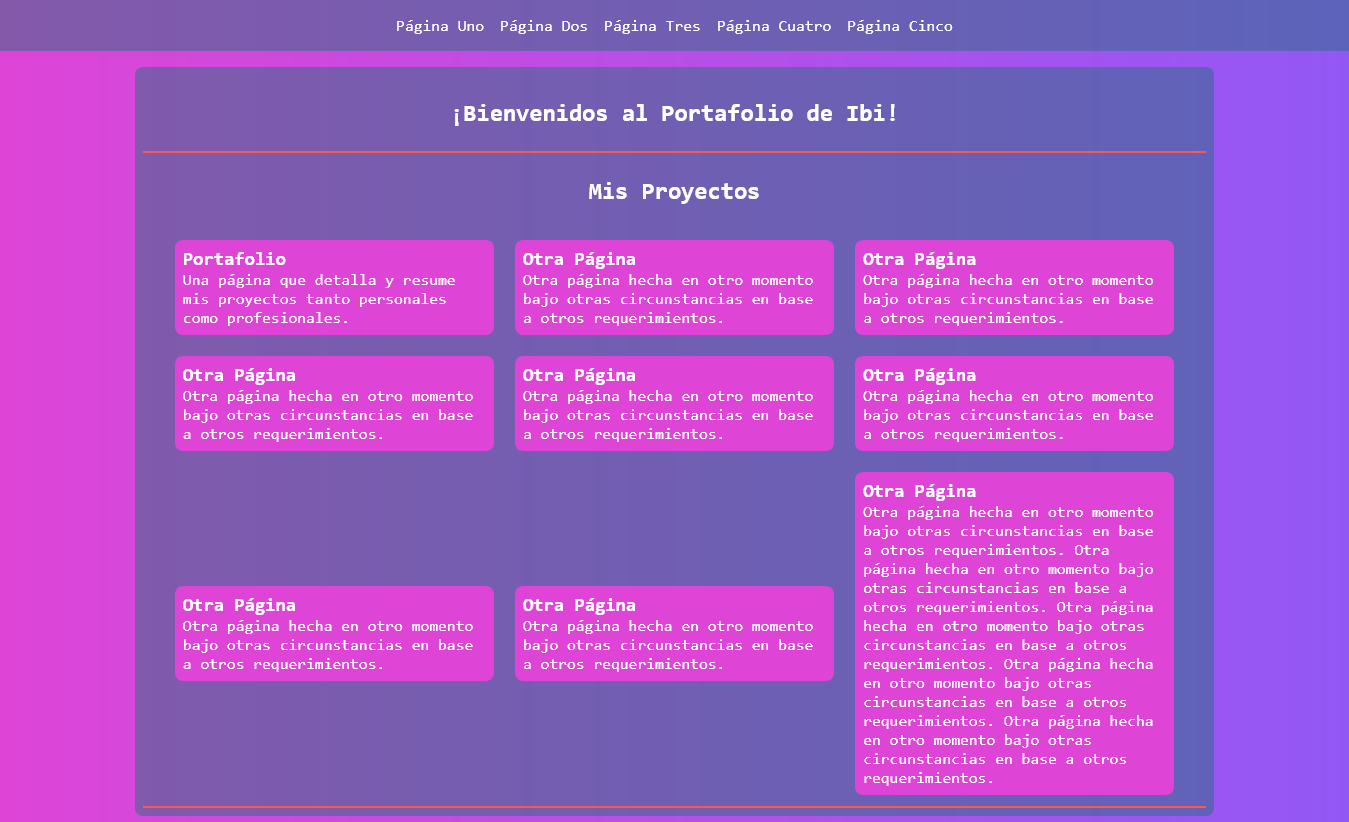 Página Uno Página Dos Página Tres Página Cuatro Página Cinco
¡Bienvenidos al Portafolio de Ibi!
Mis Proyectos
Portafolio
Una página que detalla y resume
mis proyectos tanto personales
como profesionales.
Otra Página
Otra página hecha en otro momento
bajo otras circunstancias en base
a otros requerimientos.
Otra Página
Otra página hecha en otro momento
bajo otras circunstancias en base
a otros requerimientos.
Otra Página
Otra página hecha en otro momento
bajo otras circunstancias en base
a otros requerimientos.
Otra Página
Otra página hecha en otro momento
bajo otras circunstancias en base
a otros requerimientos.
Otra Página
Otra página hecha en otro momento
bajo otras circunstancias en base
a otros requerimientos.
Otra Página
Otra página hecha en otro momento
bajo otras circunstancias en base
a otros requerimientos.
Otra Página
Otra página hecha en otro momento
bajo otras circunstancias en base
a otros requerimientos.
Otra Página
Otra página hecha en otro momento
bajo otras circunstancias en base
a otros requerimientos. Otra
página hecha en otro momento bajo
otras circunstancias en base a
otros requerimientos. Otra página
hecha en otro momento bajo otras
circunstancias en base a otros
requerimientos. Otra página hecha
en otro momento bajo otras
circunstancias en base a otros
requerimientos. Otra página hecha
en otro momento bajo otras
circunstancias en base a otros
requerimientos.